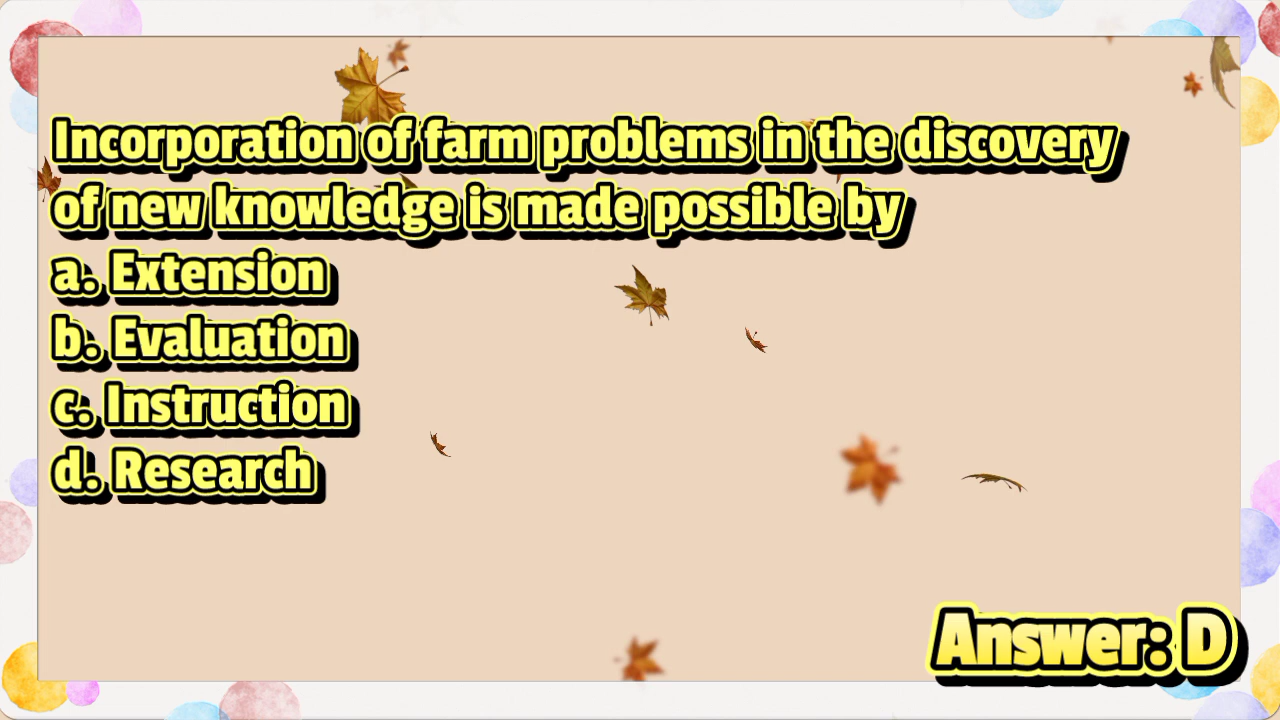 Incorporation of farm problems in the discovery
of new knowledge is made possible by
a. Extension
b. Evaluation
c. Instruction
d. Research
Answer: D